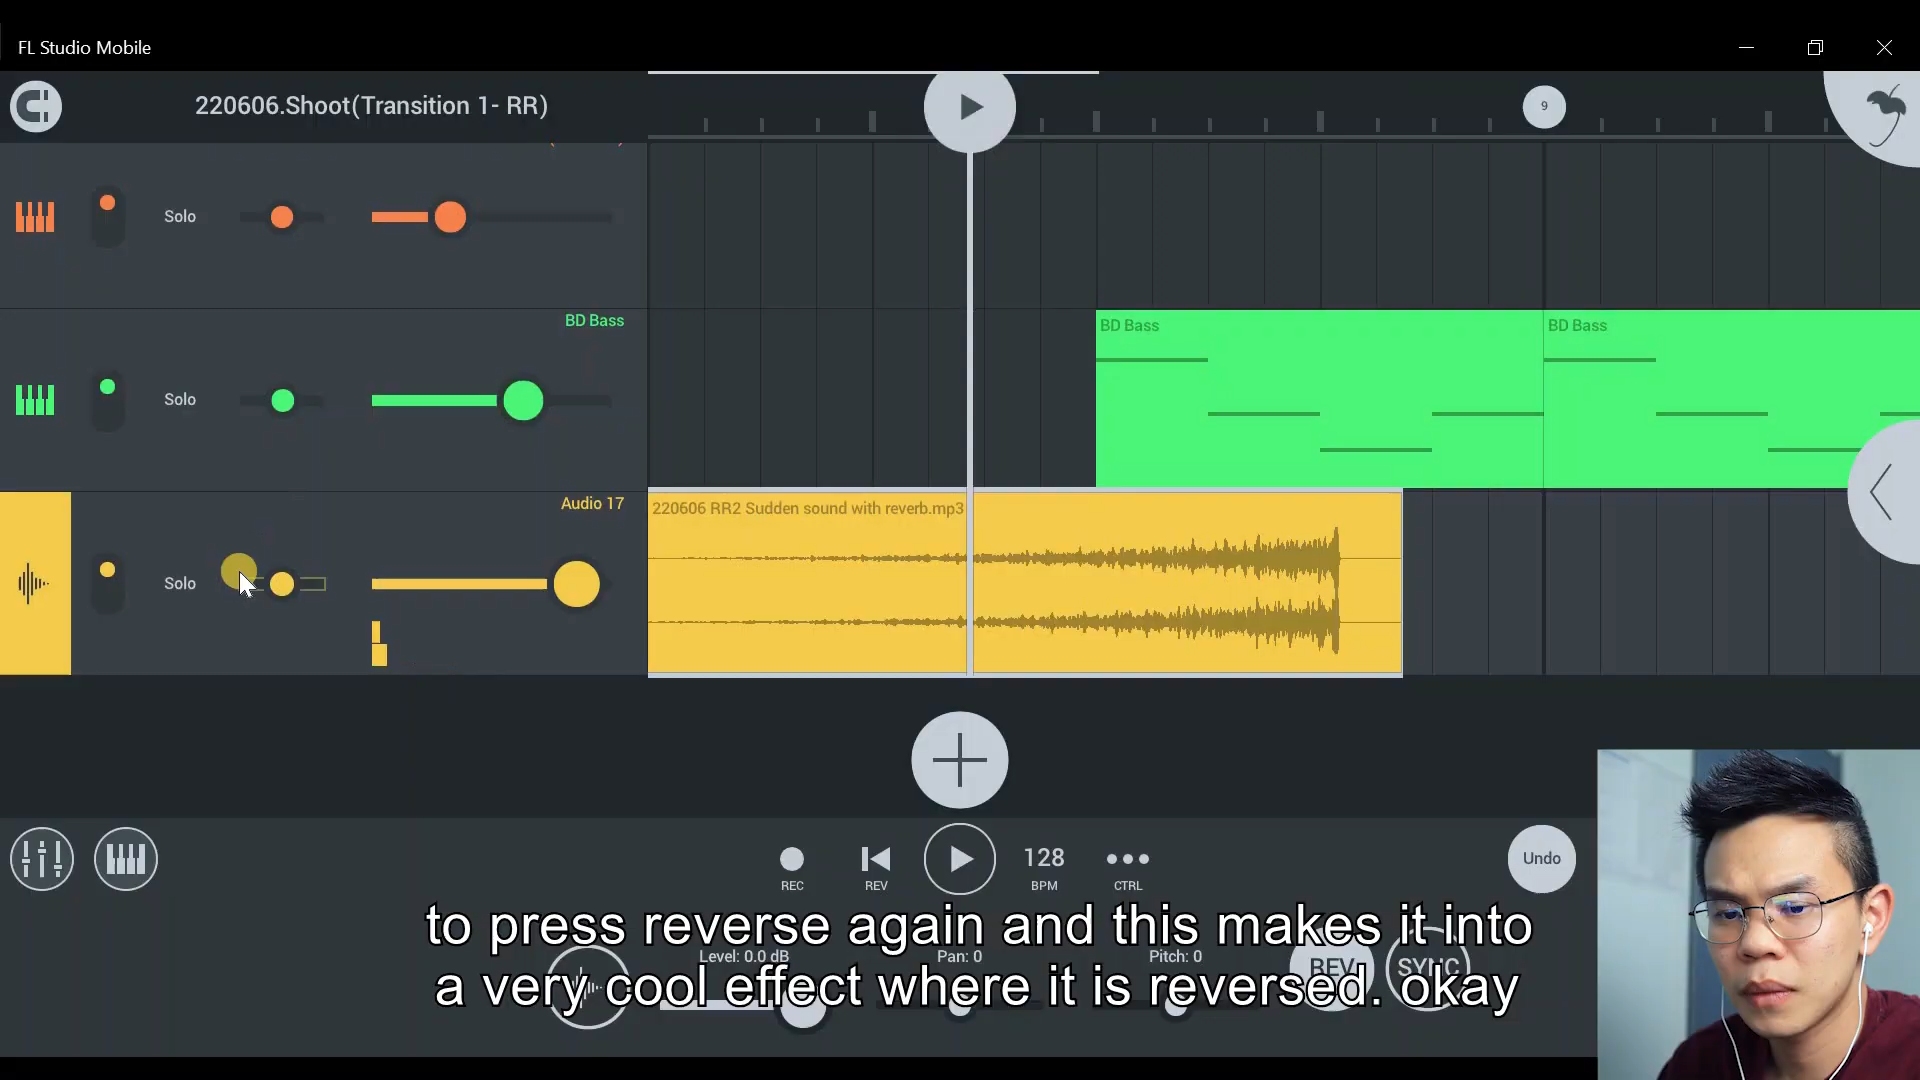 FL Studio Mobile
220606.Shoot(Transition 1- RR)
9
Solo
BD Bass
BD Bass
BD Bass
Solo
Audio 17
220606 RR2 Sudden sound with reverb.mp3
Solo
128
Undo
REC
REV
BPM
CTRL
to press reverse again and this makes it into
Level: 0.0 dB
Pan: 0
Pitch: 0
REV
SYNC
a very cool effect where it is reversed. okay